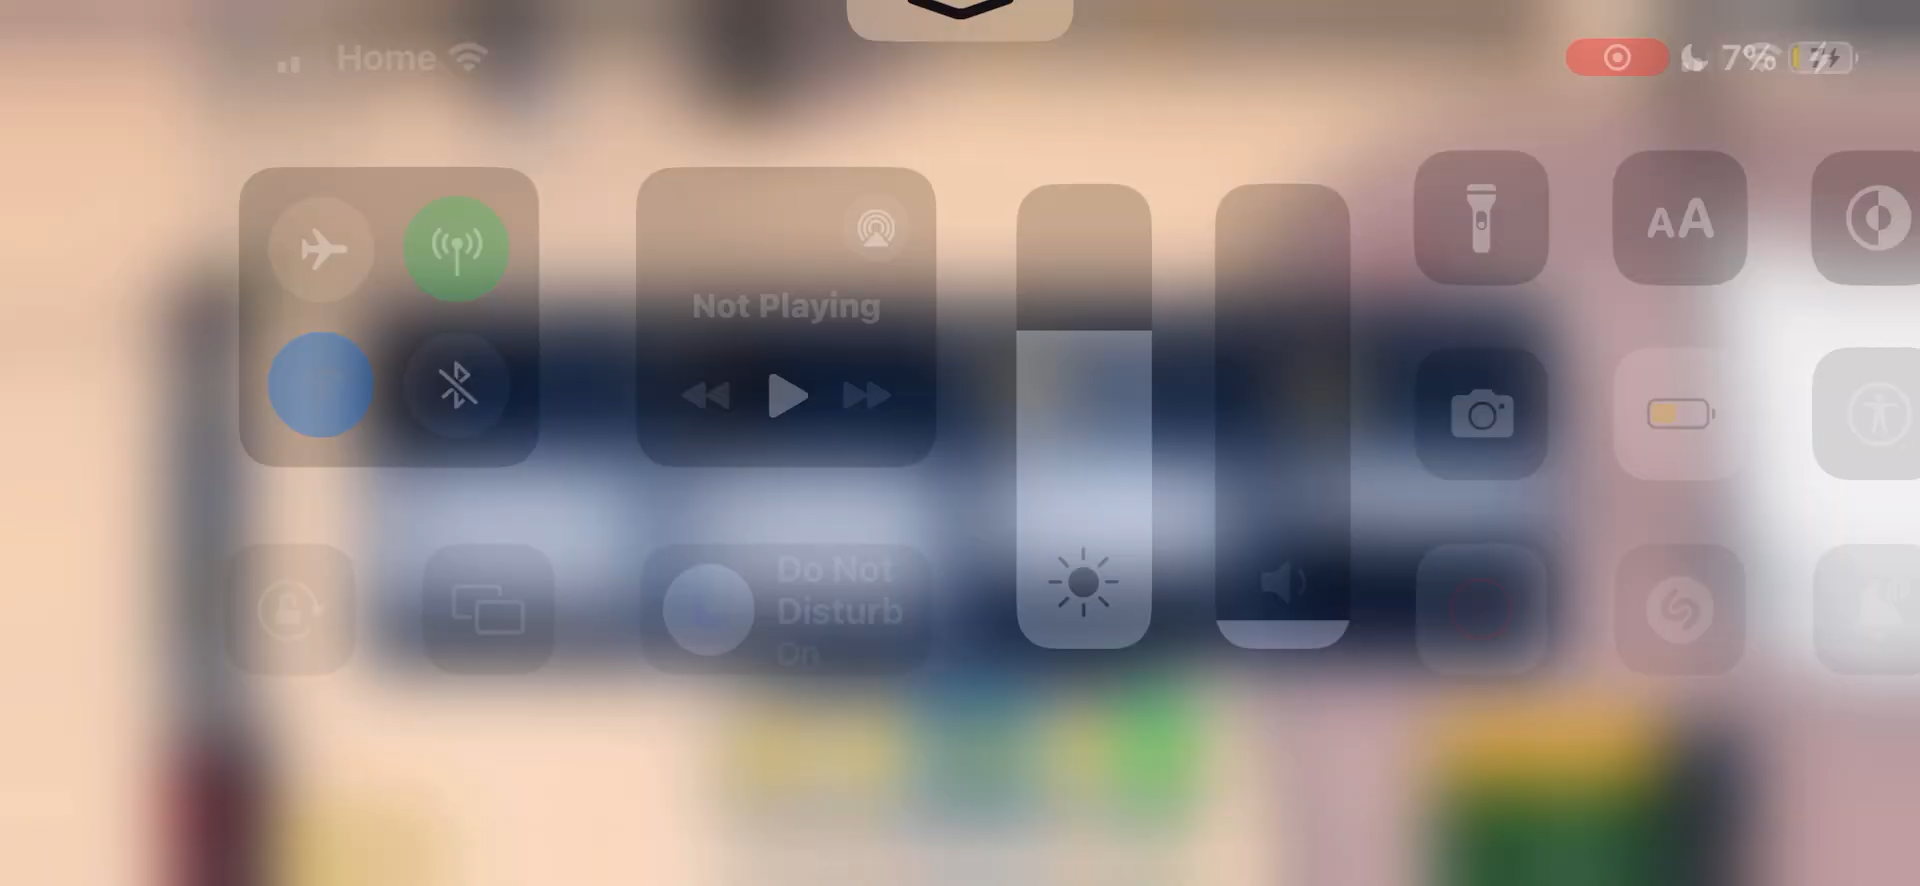 Home
7%
Not Playing
AA
Do Not
Disturb
On